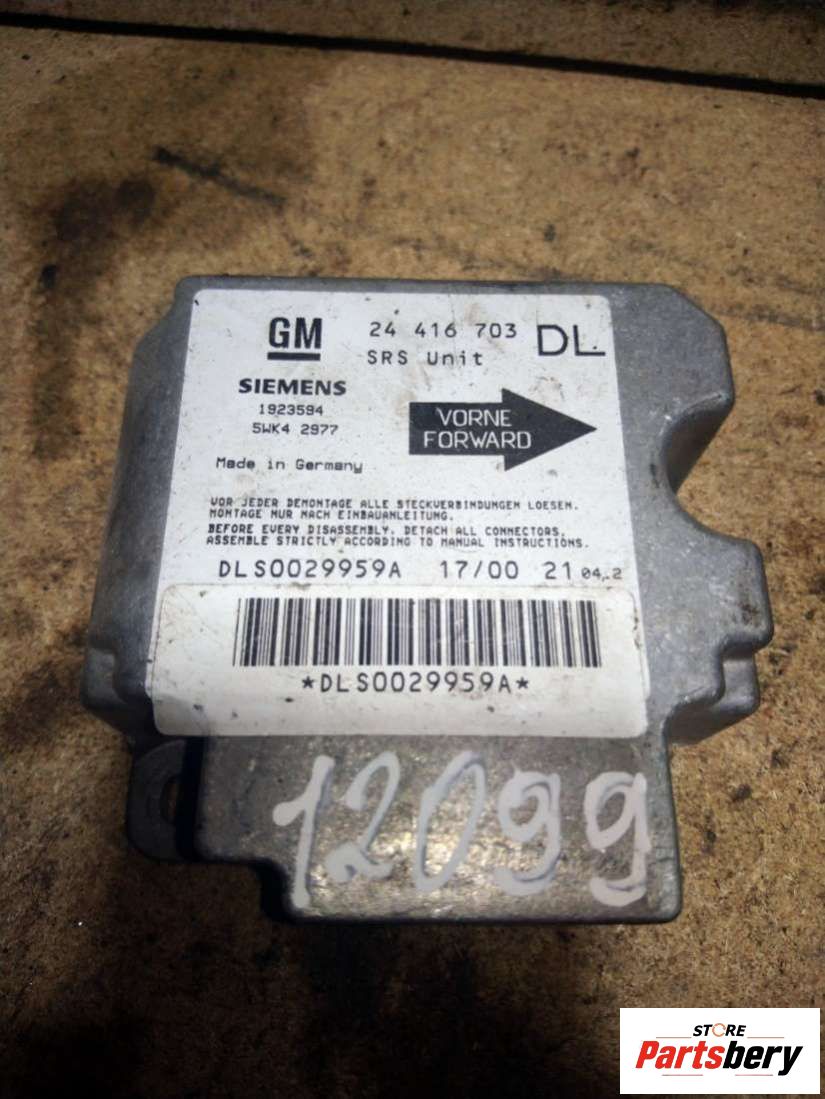 GM 24 416 703 DL
SRS Unit
SIEMENS
1923594
5WK4 2977
VORNE
FORWARD
Made in Germany
VOR JEDER DEMONTAGE ALLE STECKVERBINDUNGEN LOESEN.
MONTAGE NUR NACH EINBAUANLEITUNG.
BEFORE EVERY DISASSEMBLY, DETACH ALL CONNECTORS.
ASSEMBLE STRICTLY ACCORDING TO MANUAL INSTRUCTIONS.
DLS0029959A 17/00 21 04.2
*DLS0029959A*
12099
STORE
Partsbery